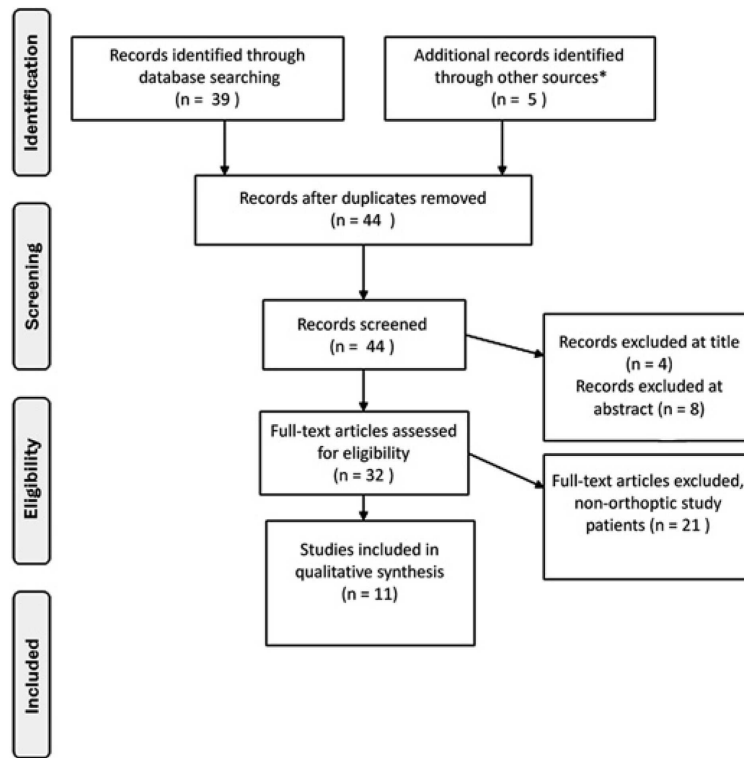 Identification
Records identified through
database searching
(n = 39 )
Additional records identified
through other sources*
(n = 5 )
Records after duplicates removed
(n = 44 )
Screening
Records screened
(n = 44 )
Records excluded at title
(n = 4)
Records excluded at
abstract (n = 8)
Eligibility
Full-text articles assessed
for eligibility
(n = 32 )
Full-text articles excluded,
non-orthoptic study
patients (n = 21 )
Included
Studies included in
qualitative synthesis
(n = 11)